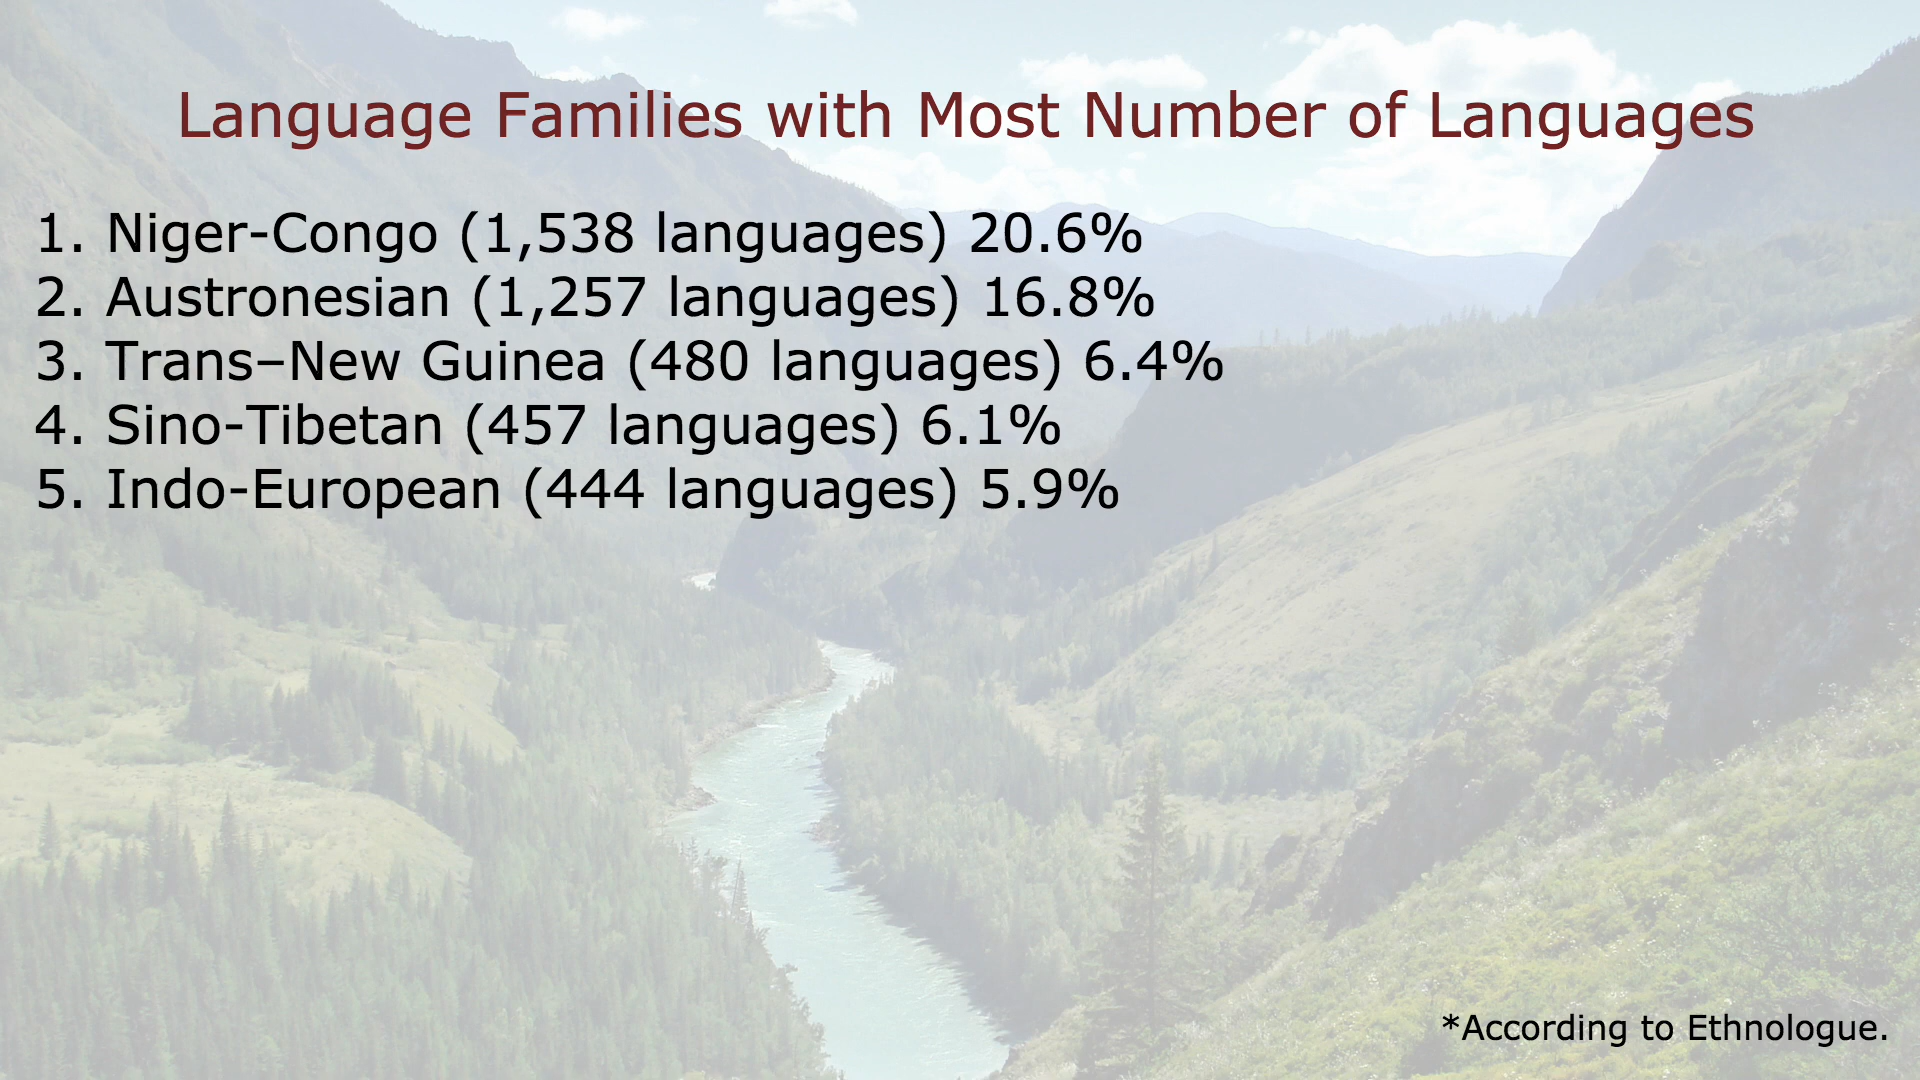 Language Families with Most Number of Languages
1. Niger-Congo (1,538 languages) 20.6%
2. Austronesian (1,257 languages) 16.8%
3. Trans–New Guinea (480 languages) 6.4%
4. Sino-Tibetan (457 languages) 6.1%
5. Indo-European (444 languages) 5.9%
*According to Ethnologue.